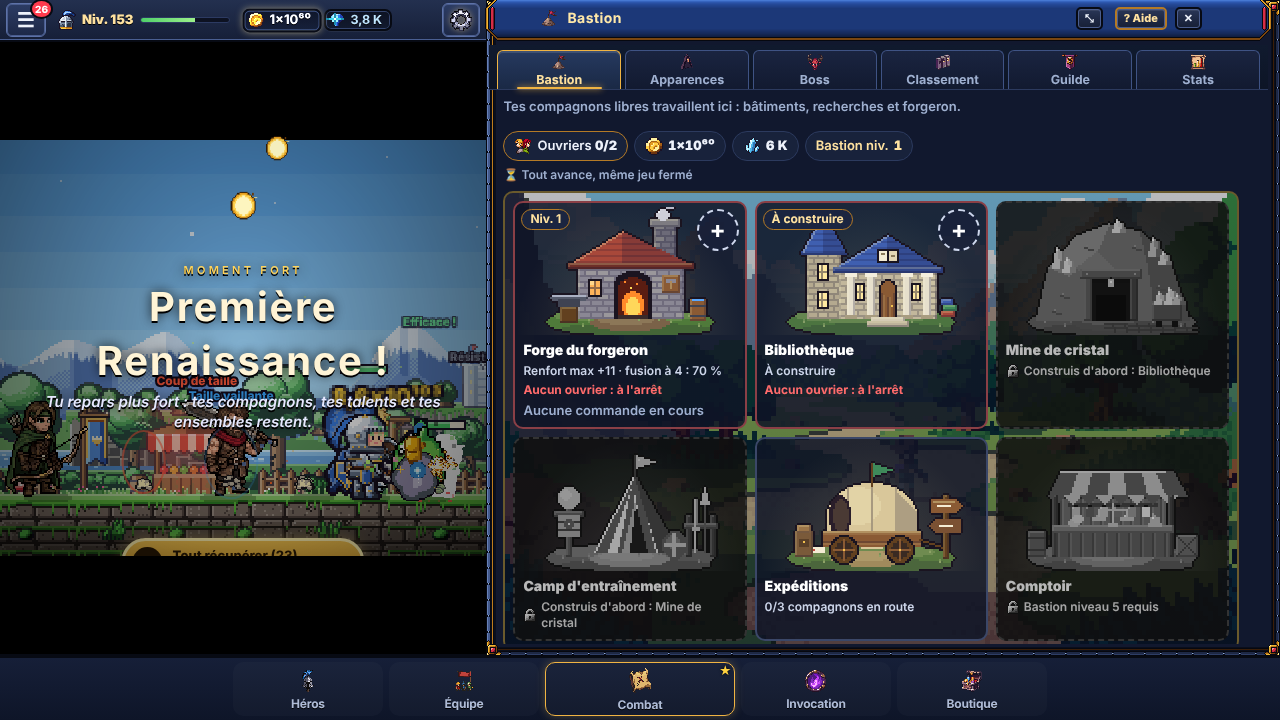 26
Niv. 153
1×10⁶⁰
3,8 K
Bastion
? Aide
Bastion
Apparences
Boss
Classement
Guilde
Stats
Tes compagnons libres travaillent ici : bâtiments, recherches et forgeron.
Ouvriers 0/2
1×10⁶⁰
6 K
Bastion niv. 1
Tout avance, même jeu fermé
Niv. 1
Forge du forgeron
Renfort max +11 · fusion à 4 : 70 %
Aucun ouvrier : à l'arrêt
Aucune commande en cours
À construire
Bibliothèque
À construire
Aucun ouvrier : à l'arrêt
Mine de cristal
Construis d'abord : Bibliothèque
Camp d'entraînement
Construis d'abord : Mine de
cristal
Expéditions
0/3 compagnons en route
Comptoir
Bastion niveau 5 requis
MOMENT FORT
Première
Renaissance !
Efficace !
Résist
Coup de taille
Taille vaillante
Tu repars plus fort : tes compagnons, tes talents et tes
ensembles restent.
Tout récupérer (23)
Héros
Équipe
Combat
Invocation
Boutique